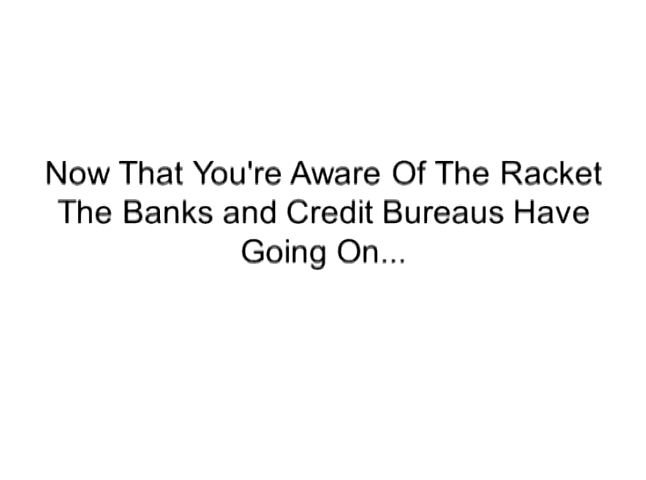 Now That You're Aware Of The Racket
The Banks and Credit Bureaus Have
Going On...